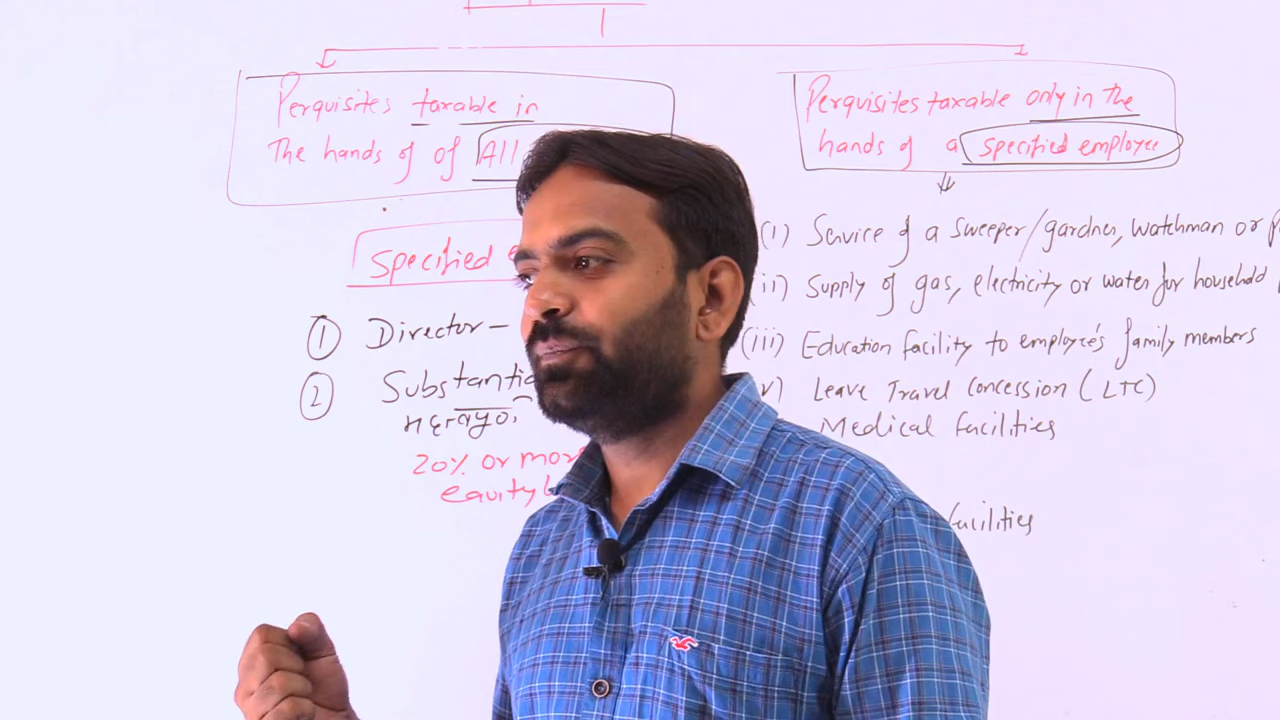 Perquisites taxable in
The hands of of All
Perquisites taxable only in the
hands of a specified employee
specified
① Director -
② Substantia
20% or more
equity
(i) Service of a sweeper/gardner, watchman or
(ii) Supply of gas, electricity or water for household
(iii) Education facility to employee's family members
v) Leave Travel Concession (LTC)
Medical facilities
facilities